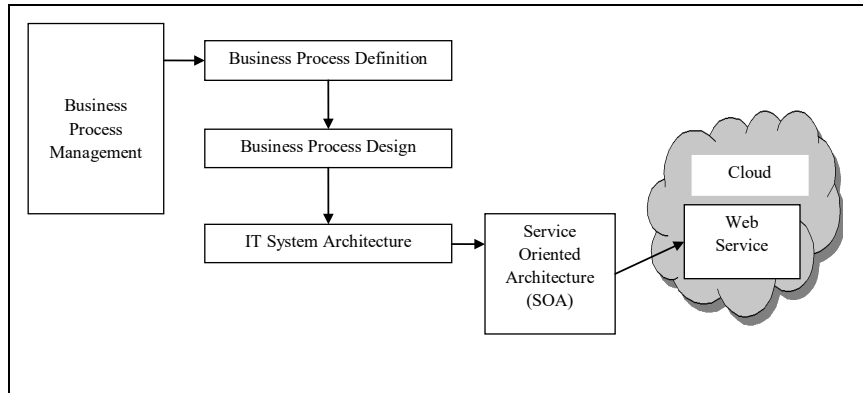 Business
Process
Management
Business Process Definition
Business Process Design
IT System Architecture
Service
Oriented
Architecture
(SOA)
Cloud
Web
Service